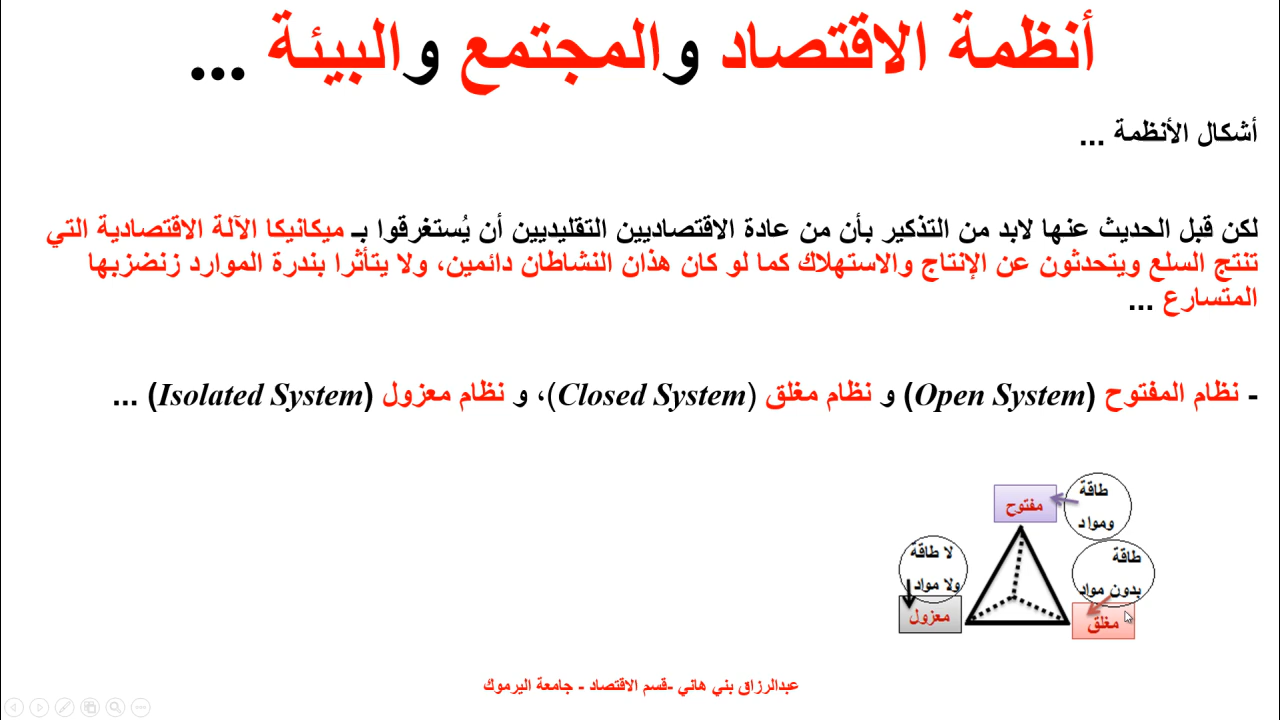 أنظمة الاقتصاد والمجتمع والبيئة ...
أشكال الأنظمة ...
لكن قبل الحديث عنها لابد من التذكير بأن من عادة الاقتصاديين التقليديين أن يُستغرقوا بـ ميكانيكا الآلة الاقتصادية التي
تنتج السلع ويتحدثون عن الإنتاج والاستهلاك كما لو كان هذان النشاطان دائمين، ولا يتأثرا بندرة الموارد زنضزبها
المتسارع ...
- نظام المفتوح (Open System) و نظام مغلق (Closed System)، و نظام معزول (Isolated System) ...
طاقة
ومواد
مفتوح
لا طاقة
ولا مواد
معزول
طاقة
بدون مواد
مغلق
عبدالرزاق بني هاني -قسم الاقتصاد - جامعة اليرموك